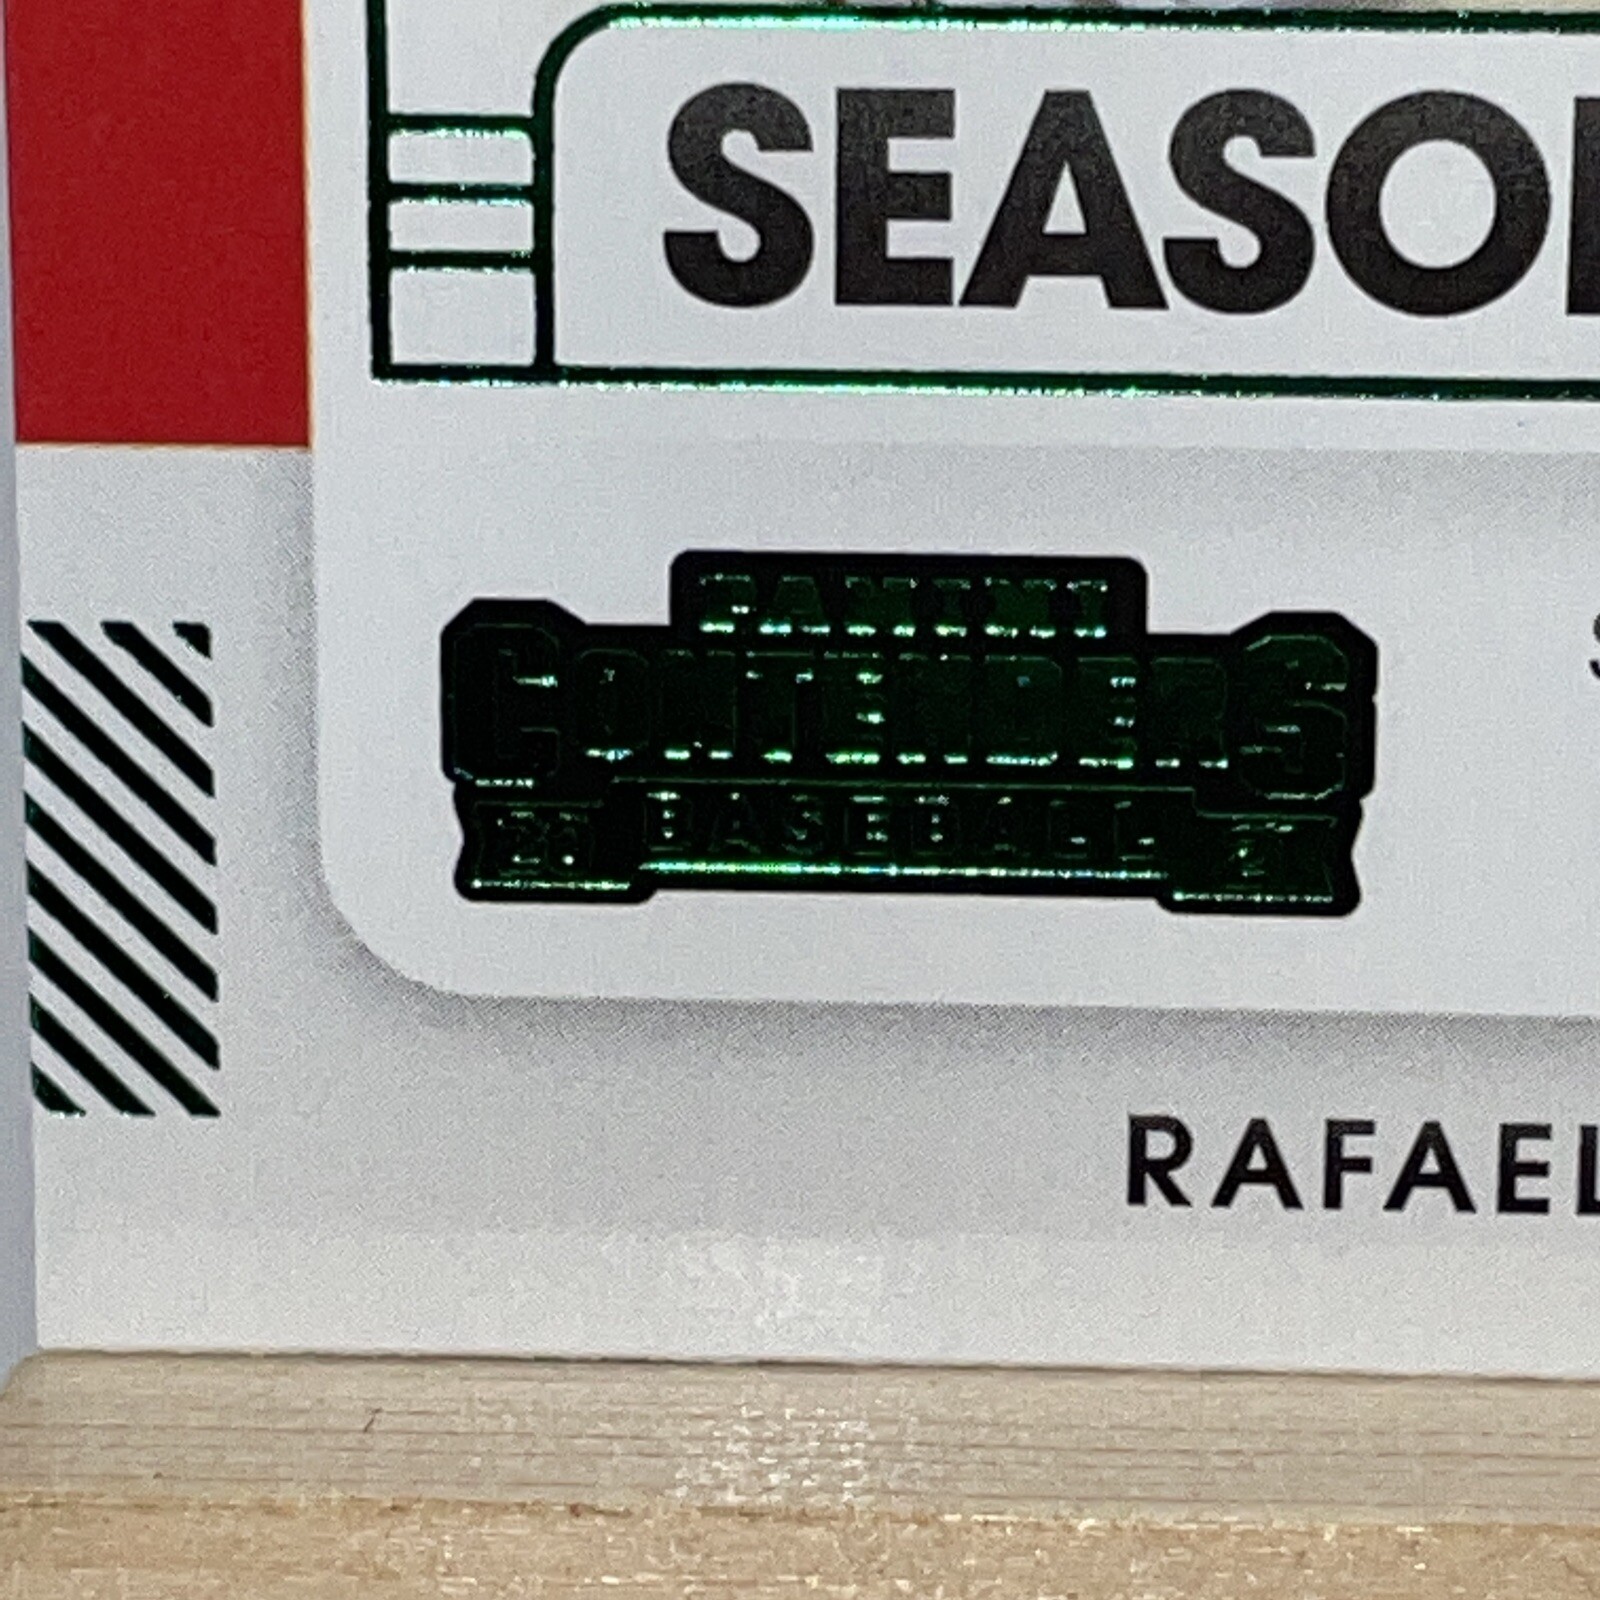 SEASO
PANINI
CONTENDERS
BASEBALL
20 21
RAFAEL